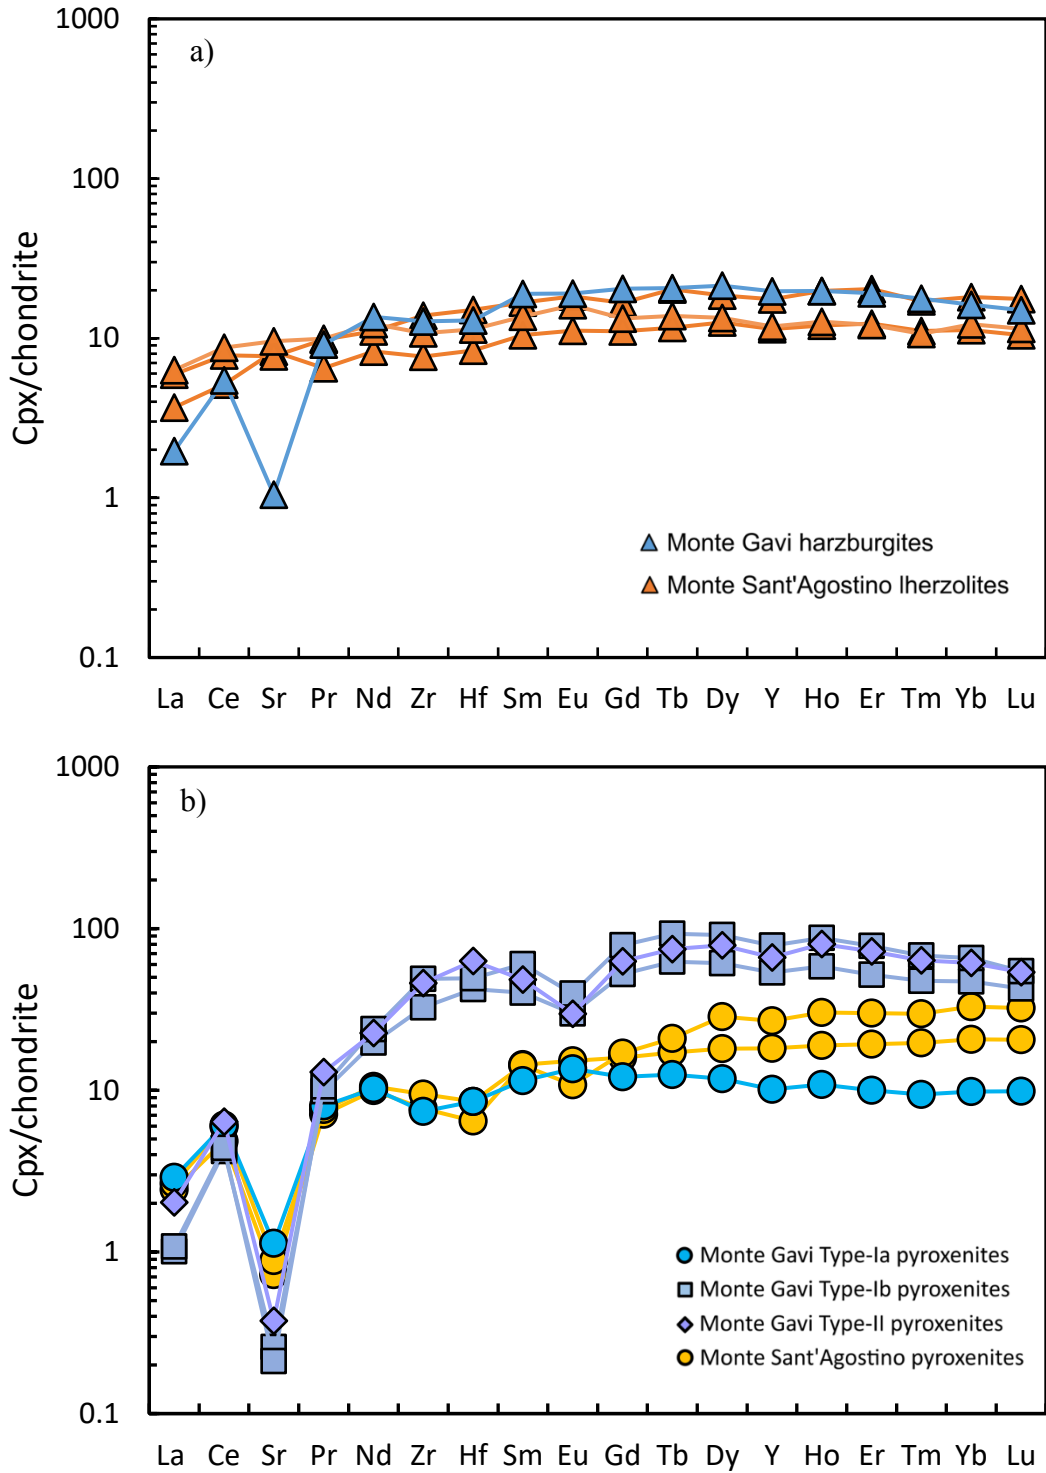 1000
a)
100
10
1
0.1
Cpx/chondrite
Monte Gavi harzburgites
Monte Sant'Agostino lherzolites
La Ce Sr Pr Nd Zr Hf Sm Eu Gd Tb Dy Y Ho Er Tm Yb Lu
1000
b)
100
10
1
0.1
Cpx/chondrite
Monte Gavi Type-Ia pyroxenites
Monte Gavi Type-Ib pyroxenites
Monte Gavi Type-II pyroxenites
Monte Sant'Agostino pyroxenites
La Ce Sr Pr Nd Zr Hf Sm Eu Gd Tb Dy Y Ho Er Tm Yb Lu